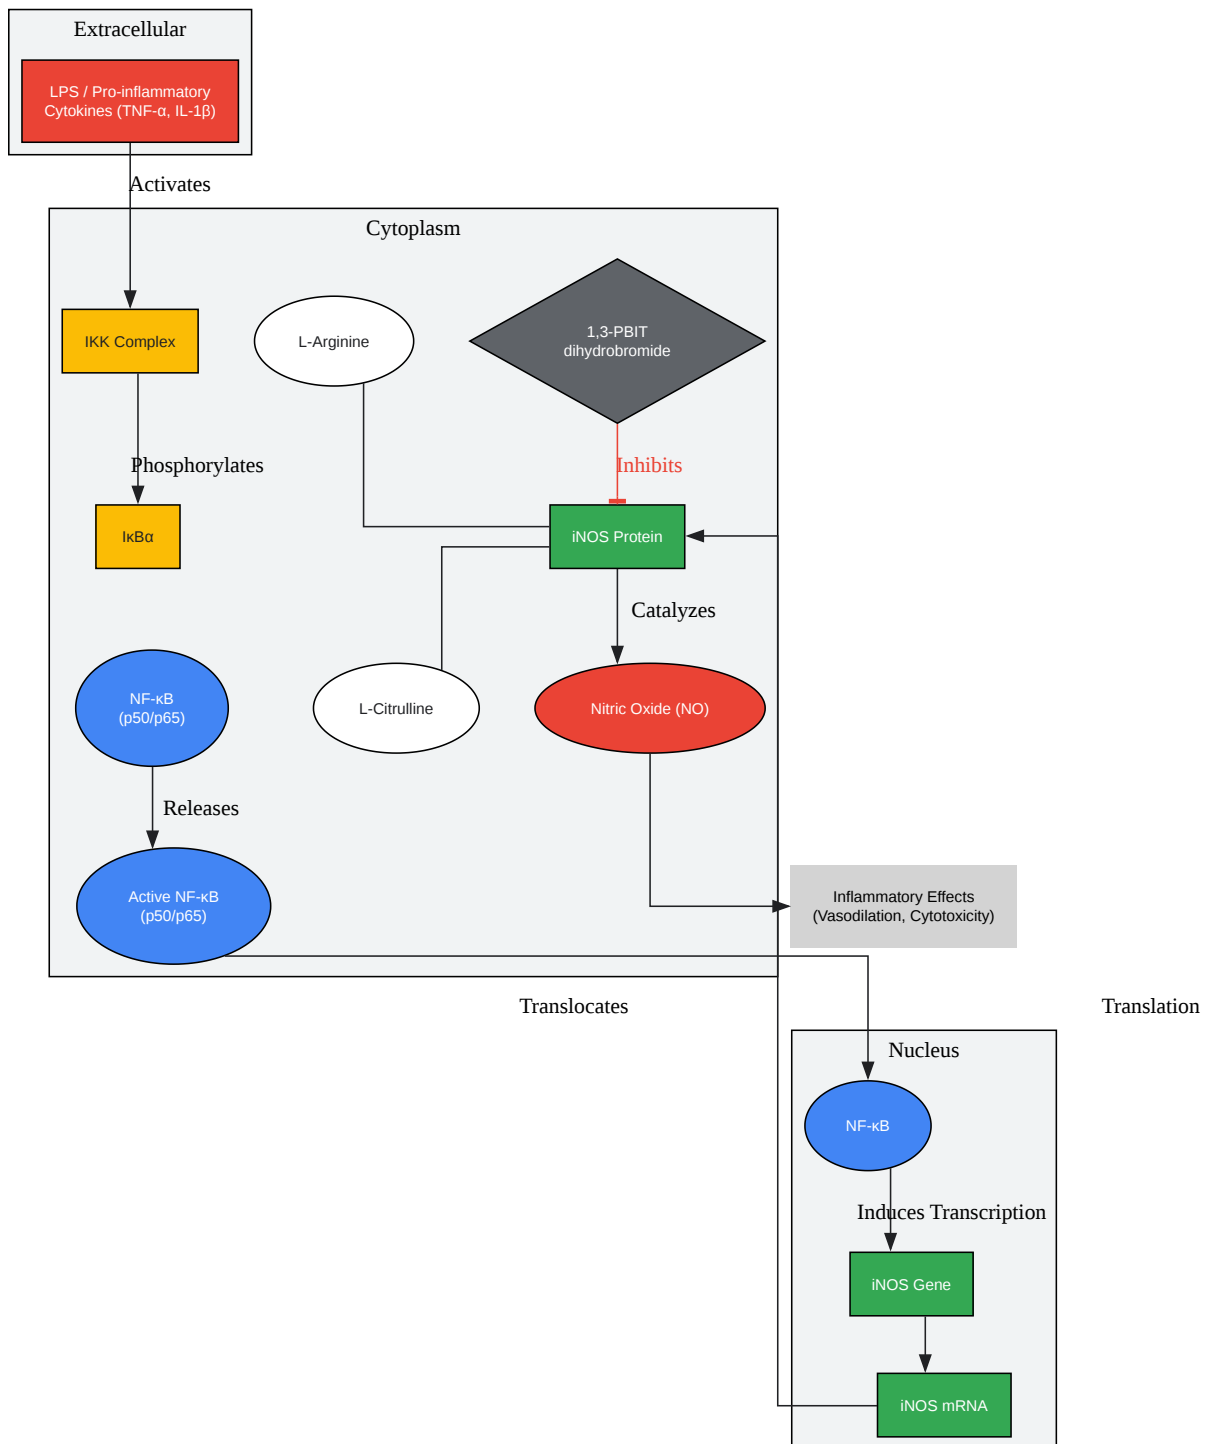 Extracellular
LPS / Pro-inflammatory
Cytokines (TNF-α, IL-1β)
Activates
Cytoplasm
IKK Complex
L-Arginine
1,3-PBIT
dihydrobromide
Phosphorylates
Inhibits
IκBα
iNOS Protein
Catalyzes
NF-κB
(p50/p65)
L-Citrulline
Nitric Oxide (NO)
Releases
Active NF-κB
(p50/p65)
Inflammatory Effects
(Vasodilation, Cytotoxicity)
Translocates
Translation
Nucleus
NF-κB
Induces Transcription
iNOS Gene
iNOS mRNA